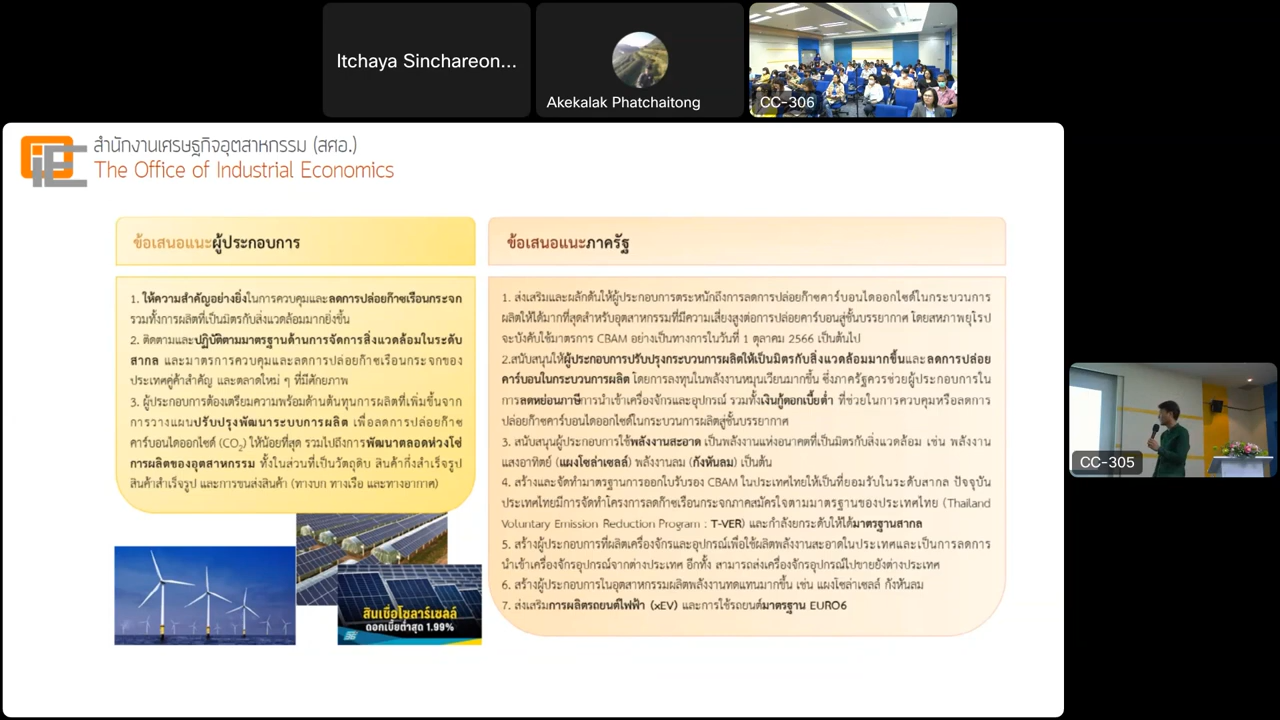 Itchaya Sinchareon...
Akekalak Phatchaitong
CC-306
สำนักงานเศรษฐกิจอุตสาหกรรม (สศอ.)
The Office of Industrial Economics
ข้อเสนอแนะผู้ประกอบการ
1. ให้ความสำคัญอย่างยิ่งในการควบคุมและลดการปล่อยก๊าซเรือนกระจก
รวมทั้งการผลิตที่เป็นมิตรกับสิ่งแวดล้อมมากยิ่งขึ้น
2. ติดตามและปฏิบัติตามมาตรฐานด้านการจัดการสิ่งแวดล้อมในระดับ
สากล และมาตรการควบคุมและลดการปล่อยก๊าซเรือนกระจกของ
ประเทศคู่ค้าสำคัญ และตลาดใหม่ ๆ ที่มีศักยภาพ
3. ผู้ประกอบการต้องเตรียมความพร้อมด้านต้นทุนการผลิตที่เพิ่มขึ้นจาก
การวางแผนปรับปรุงพัฒนาระบบการผลิต เพื่อลดการปล่อยก๊าซ
คาร์บอนไดออกไซด์ (CO2) ให้น้อยที่สุด รวมไปถึงการพัฒนาตลอดห่วงโซ่
การผลิตของอุตสาหกรรม ทั้งในส่วนที่เป็นวัตถุดิบ สินค้ากึ่งสำเร็จรูป
สินค้าสำเร็จรูป และการขนส่งสินค้า (ทางบก ทางเรือ และทางอากาศ)
สินเชื่อโซลาร์เซลล์
ดอกเบี้ยต่ำสุด 1.99%
ข้อเสนอแนะภาครัฐ
1. ส่งเสริมและผลักดันให้ผู้ประกอบการตระหนักถึงการลดการปล่อยก๊าซคาร์บอนไดออกไซด์ในกระบวนการ
ผลิตให้ได้มากที่สุดสำหรับอุตสาหกรรมที่มีความเสี่ยงสูงต่อการปล่อยคาร์บอนสู่ชั้นบรรยากาศ โดยสหภาพยุโรป
จะบังคับใช้มาตรการ CBAM อย่างเป็นทางการในวันที่ 1 ตุลาคม 2566 เป็นต้นไป
2.สนับสนุนให้ผู้ประกอบการปรับปรุงกระบวนการผลิตให้เป็นมิตรกับสิ่งแวดล้อมมากขึ้นและลดการปล่อย
คาร์บอนในกระบวนการผลิต โดยการลงทุนในพลังงานหมุนเวียนมากขึ้น ซึ่งภาครัฐควรช่วยผู้ประกอบการใน
การลดหย่อนภาษีการนำเข้าเครื่องจักรและอุปกรณ์ รวมทั้งเงินกู้ดอกเบี้ยต่ำ ที่ช่วยในการควบคุมหรือลดการ
ปล่อยก๊าซคาร์บอนไดออกไซด์ในกระบวนการผลิตสู่ชั้นบรรยากาศ
3. สนับสนุนผู้ประกอบการใช้พลังงานสะอาด เป็นพลังงานแห่งอนาคตที่เป็นมิตรกับสิ่งแวดล้อม เช่น พลังงาน
แสงอาทิตย์ (แผงโซล่าเซลล์) พลังงานลม (กังหันลม) เป็นต้น
4. สร้างและจัดทำมาตรฐานการออกใบรับรอง CBAM ในประเทศไทยให้เป็นที่ยอมรับในระดับสากล ปัจจุบัน
ประเทศไทยมีการจัดทำโครงการลดก๊าซเรือนกระจกภาคสมัครใจตามมาตรฐานของประเทศไทย (Thailand
Voluntary Emission Reduction Program : T-VER) และกำลังยกระดับให้ได้มาตรฐานสากล
5. สร้างผู้ประกอบการที่ผลิตเครื่องจักรและอุปกรณ์เพื่อใช้ผลิตพลังงานสะอาดในประเทศและเป็นการลดการ
นำเข้าเครื่องจักรอุปกรณ์จากต่างประเทศ อีกทั้ง สามารถส่งเครื่องจักรอุปกรณ์ไปขายยังต่างประเทศ
6. สร้างผู้ประกอบการในอุตสาหกรรมผลิตพลังงานทดแทนมากขึ้น เช่น แผงโซล่าเซลล์ กังหันลม
7. ส่งเสริมการผลิตรถยนต์ไฟฟ้า (xEV) และการใช้รถยนต์มาตรฐาน EURO6
CC-305